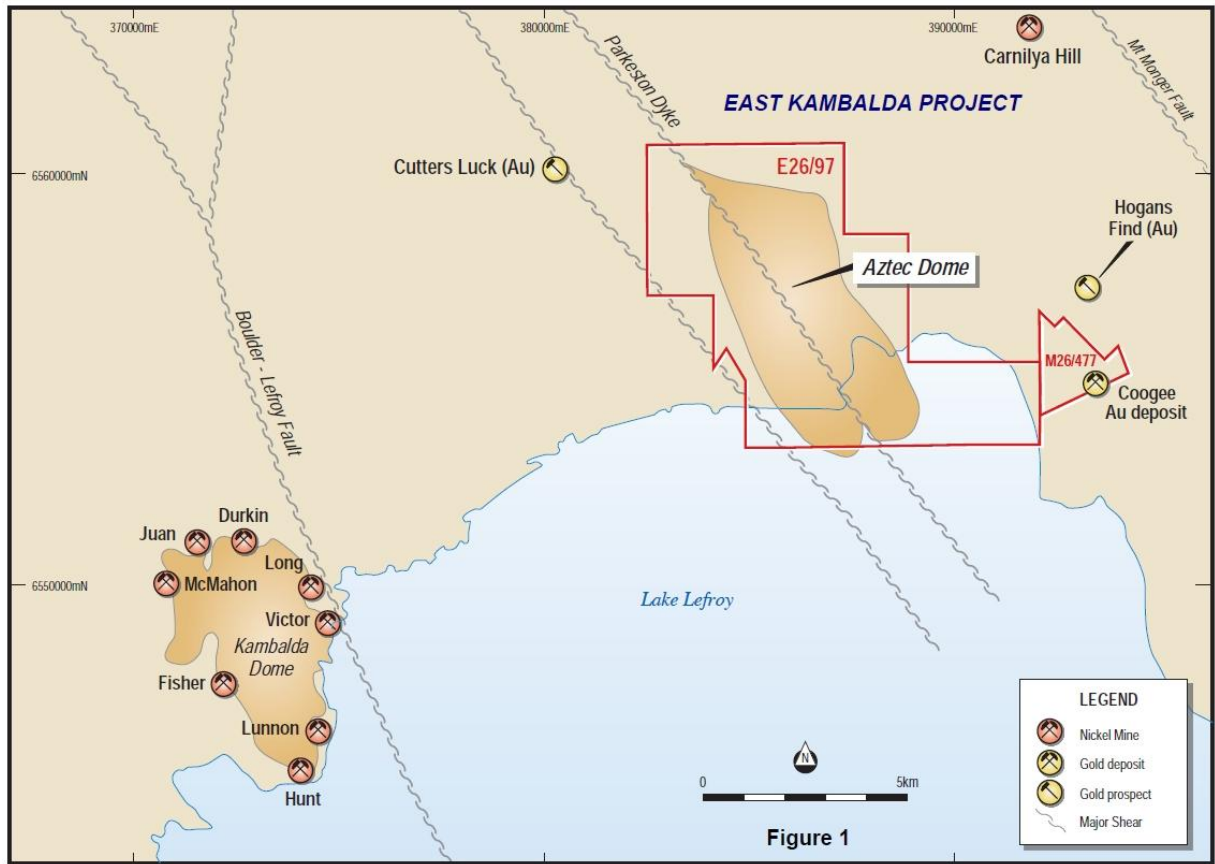 370000mE
380000mE
390000mE
Carnilya Hill
Mt Monger Fault
Parkeston Dyke
EAST KAMBALDA PROJECT
6560000mN
Cutters Luck (Au)
E26/97
Hogans
Find (Au)
Aztec Dome
Boulder - Lefroy Fault
M26/477
Coogee
Au deposit
Durkin
Juan
Long
6550000mN
McMahon
Victor
Kambalda
Dome
Lake Lefroy
Fisher
Lunnon
Hunt
N
0
5km
Figure 1
LEGEND
Nickel Mine
Gold deposit
Gold prospect
Major Shear